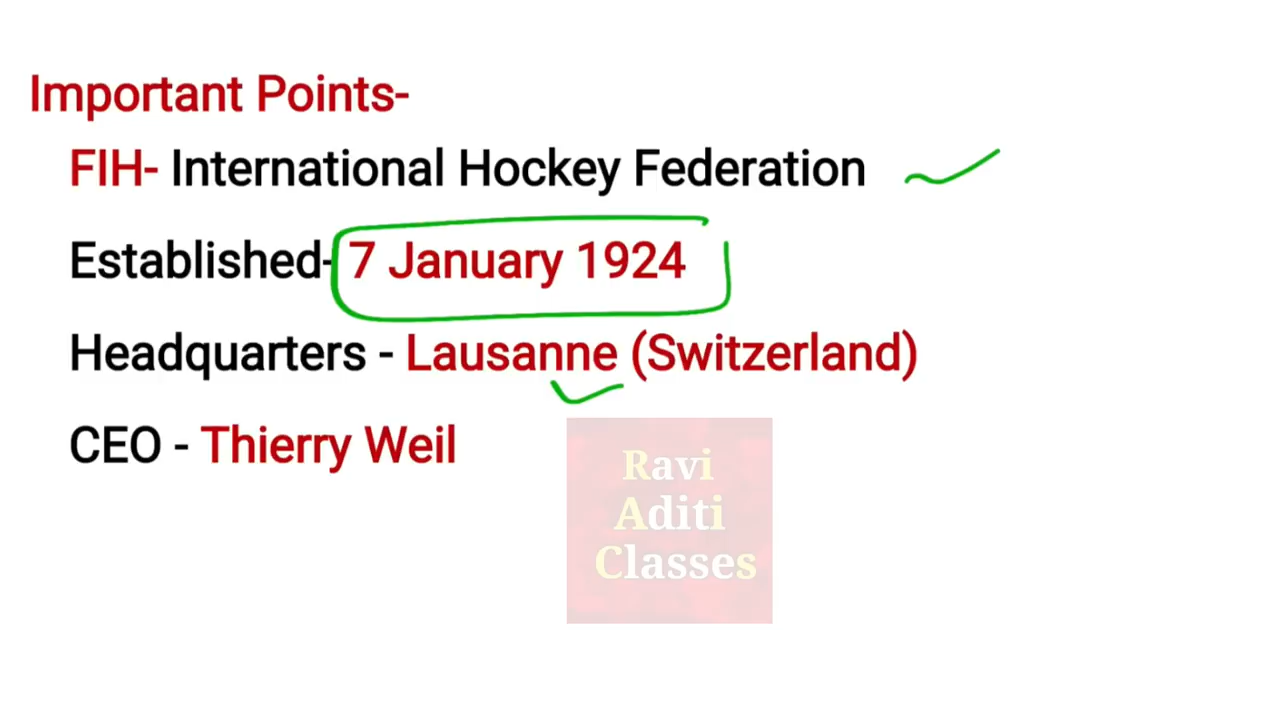 Important Points-
FIH- International Hockey Federation
Established- 7 January 1924
Headquarters - Lausanne (Switzerland)
CEO - Thierry Weil
Ravi
Aditi
Classes